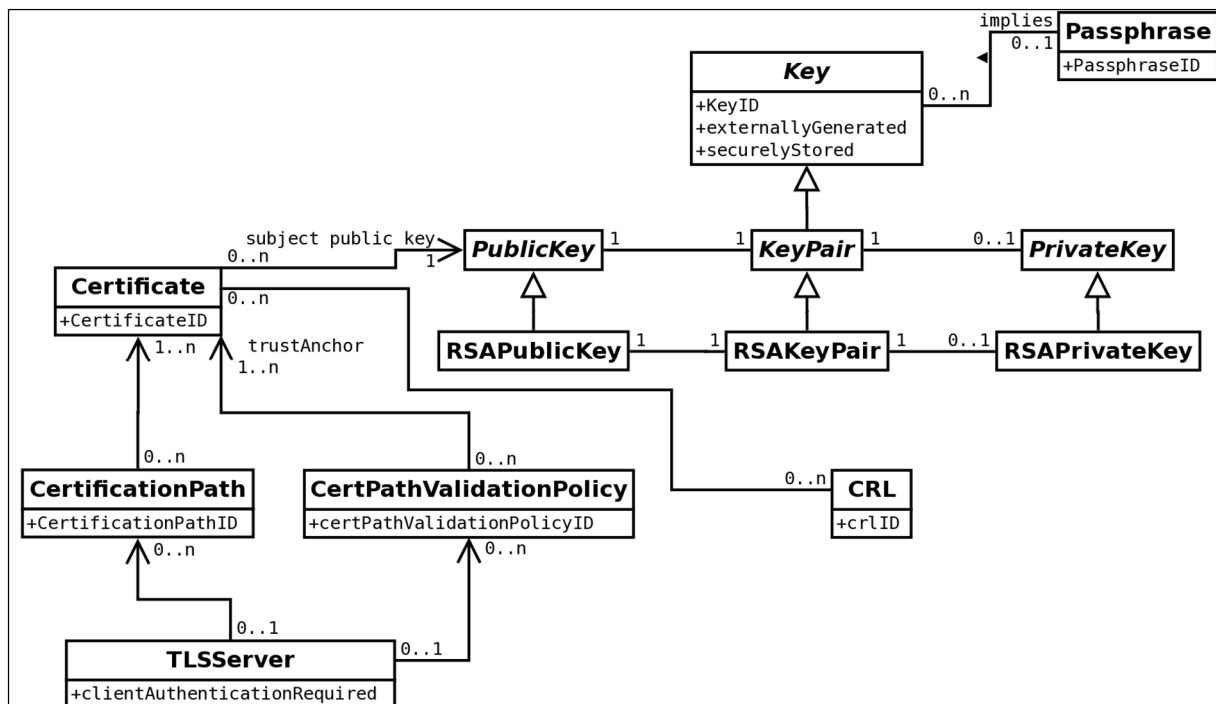 implies
0..1
Passphrase
+PassphraseID
Key
+KeyID
+externallyGenerated
+securelyStored
0..n
subject public key
0..n
1
PublicKey
1
1
KeyPair
1
0..1
PrivateKey
Certificate
+CertificateID
0..n
1..n
trustAnchor
1..n
RSAPublicKey
1
1
RSAKeyPair
1
0..1
RSAPrivateKey
0..n
0..n
CertificationPath
+CertificationPathID
CertPathValidationPolicy
+certPathValidationPolicyID
0..n
CRL
+crlID
0..n
0..n
0..1
0..1
TLSServer
+clientAuthenticationRequired